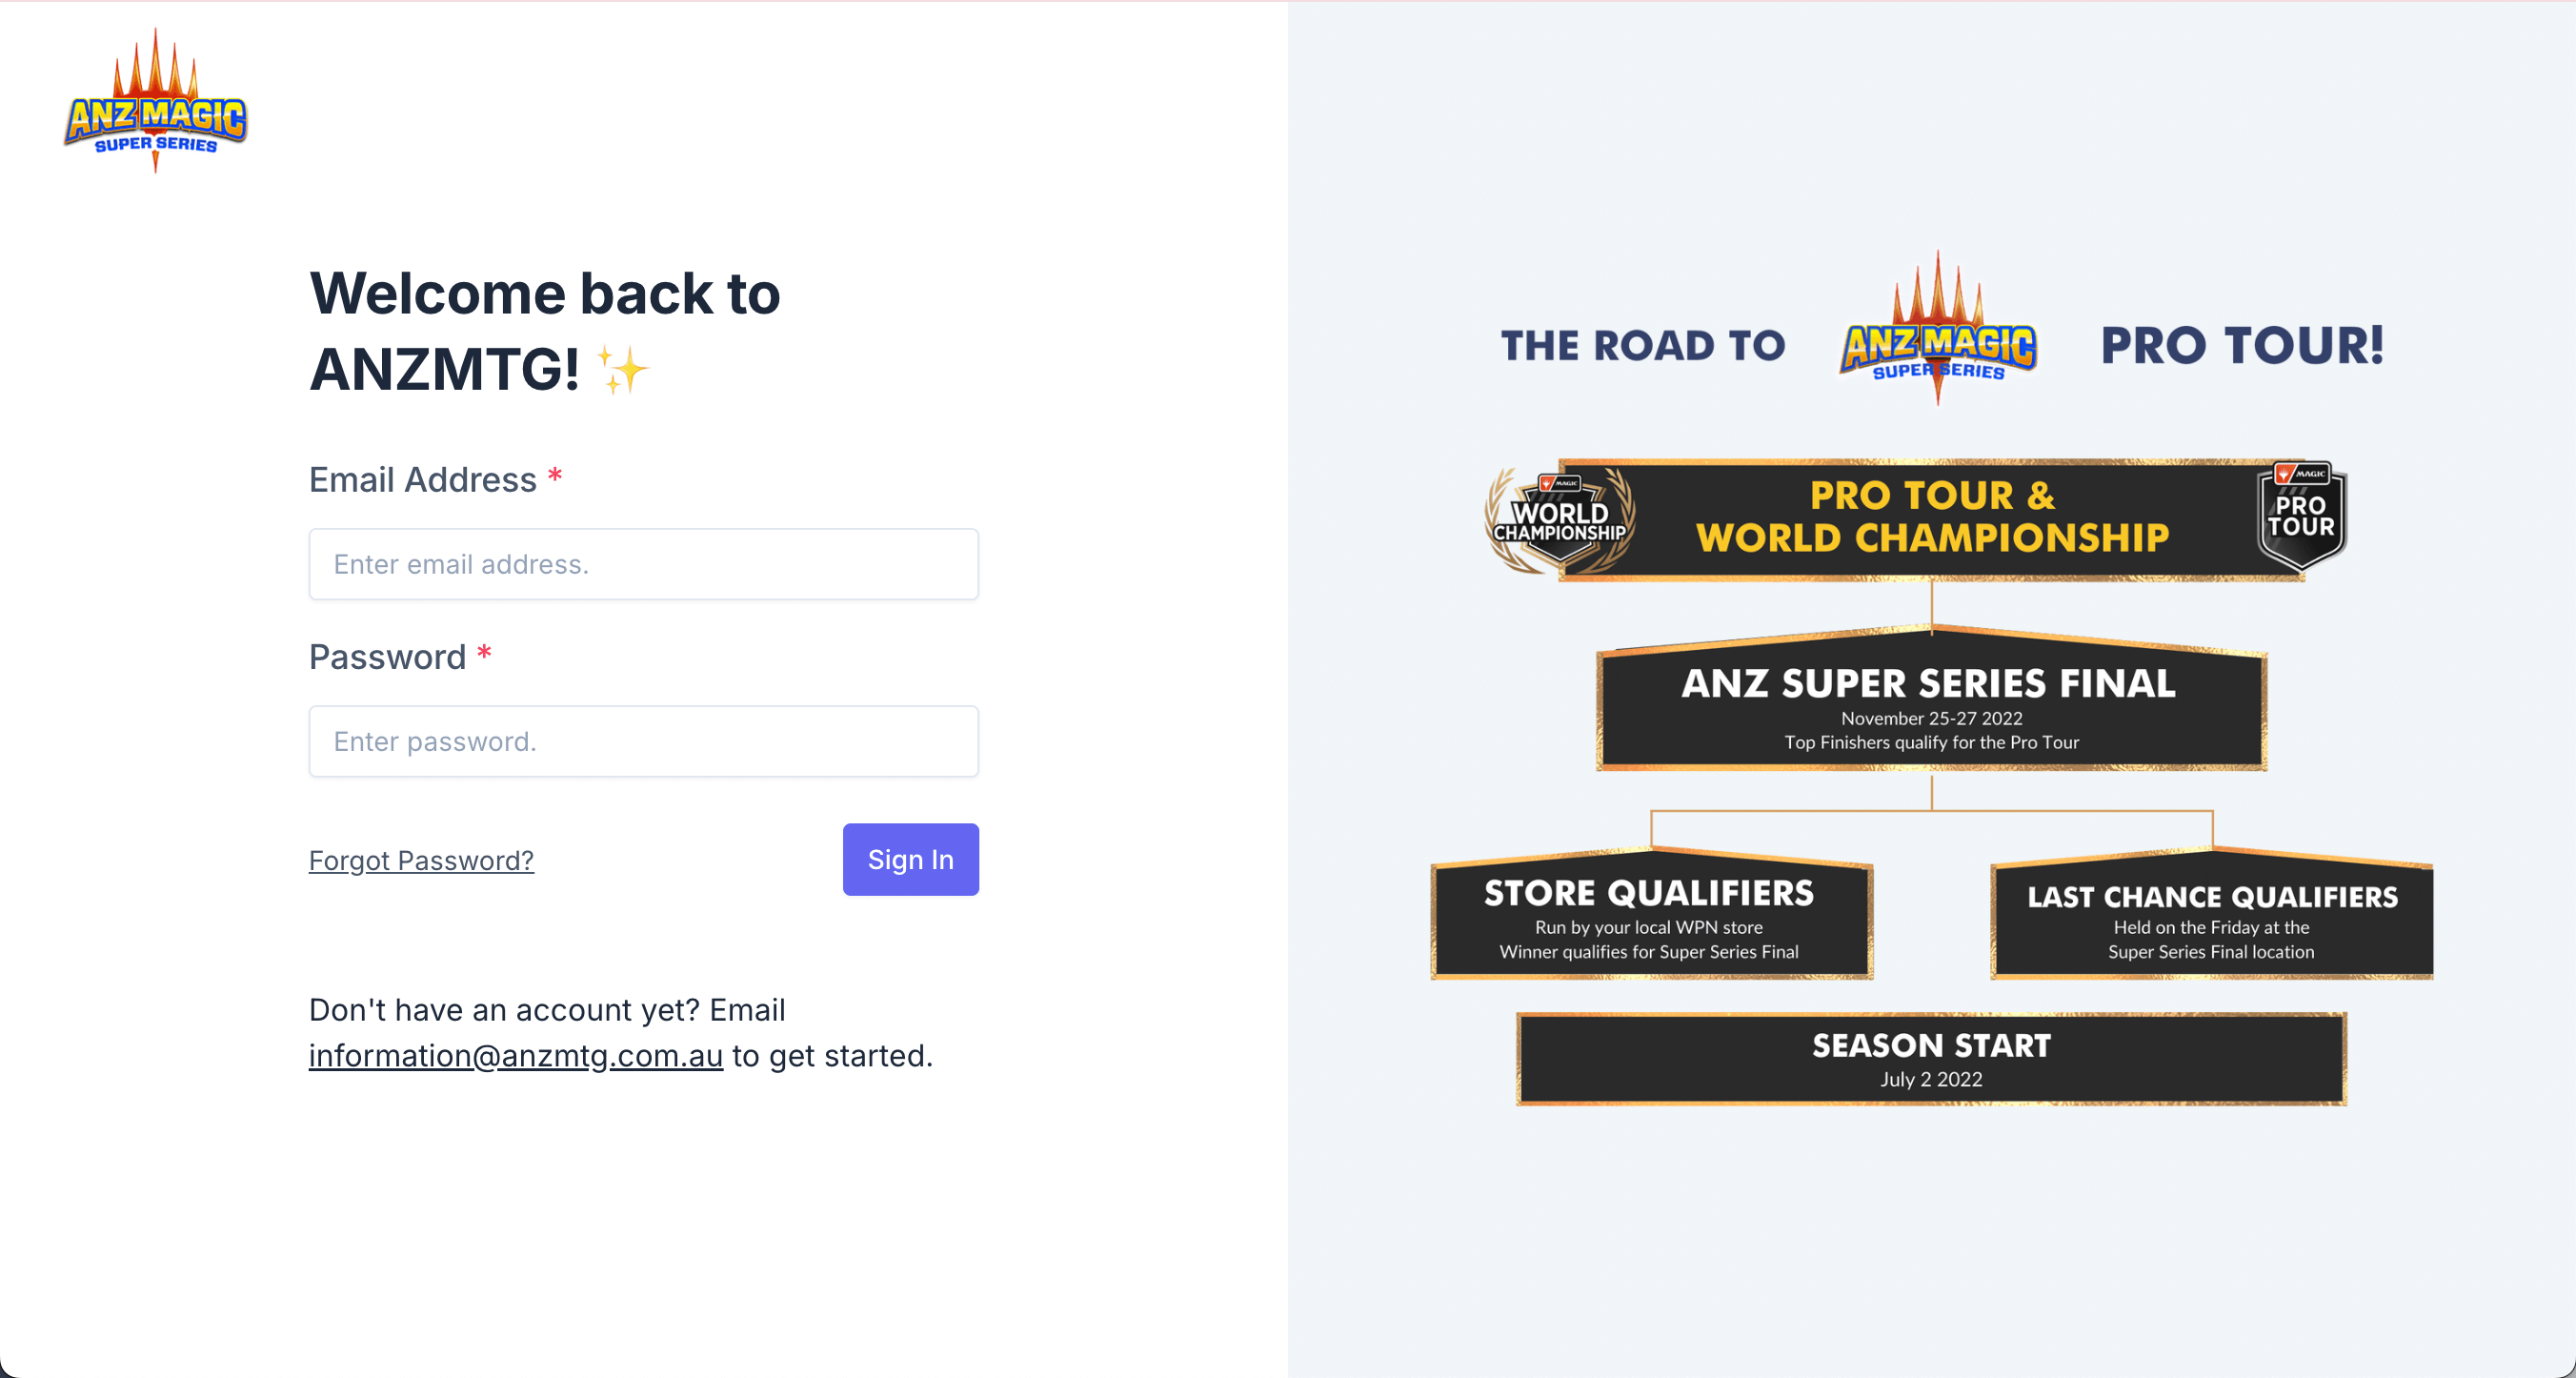 ANZ MAGIC
SUPER SERIES
Welcome back to
ANZMTG! ✨
Email Address *
Enter email address.
Password *
Enter password.
Forgot Password?
Sign In
Don't have an account yet? Email
information@anzmtg.com.au to get started.
THE ROAD TO
ANZ MAGIC
SUPER SERIES
PRO TOUR!
MAGIC
WORLD
CHAMPIONSHIP
PRO TOUR &
WORLD CHAMPIONSHIP
MAGIC
PRO
TOUR
ANZ SUPER SERIES FINAL
November 25-27 2022
Top Finishers qualify for the Pro Tour
STORE QUALIFIERS
Run by your local WPN store
Winner qualifies for Super Series Final
LAST CHANCE QUALIFIERS
Held on the Friday at the
Super Series Final location
SEASON START
July 2 2022